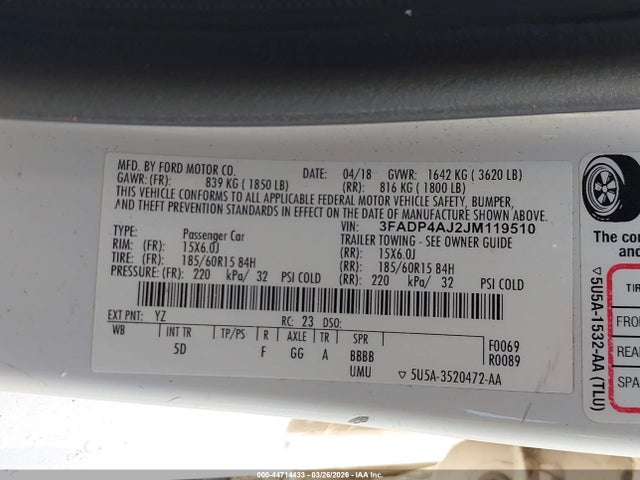 MFD. BY FORD MOTOR CO.
DATE: 04/18 GVWR: 1642 KG ( 3620 LB)
GAWR: (FR): 839 KG ( 1850 LB) (RR): 816 KG ( 1800 LB)
THIS VEHICLE CONFORMS TO ALL APPLICABLE FEDERAL MOTOR VEHICLE SAFETY, BUMPER,
AND THEFT PREVENTION STANDARDS IN EFFECT ON THE DATE OF MANUFACTURE SHOWN ABOVE.
VIN: 3FADP4AJ2JM119510
TYPE: Passenger Car TRAILER TOWING - SEE OWNER GUIDE
RIM: (FR): 15X6.0J (RR): 15X6.0J
TIRE: (FR): 185/60R15 84H (RR): 185/60R15 84H
PRESSURE: (FR): 220 kPa/ 32 PSI COLD (RR): 220 kPa/ 32 PSI COLD
EXT PNT: YZ RC: 23 DSO:
WB INT TR TP/PS R AXLE TR SPR F0069
5D F GG A BBBB R0089
UMU ▽ 5U5A-3520472-AA
The con
and
TIR
FRO
REA
SPA
▽ 5U5A-1532-AA (TLU)
000-44714433 | 03/26/2026 | IAA Inc.